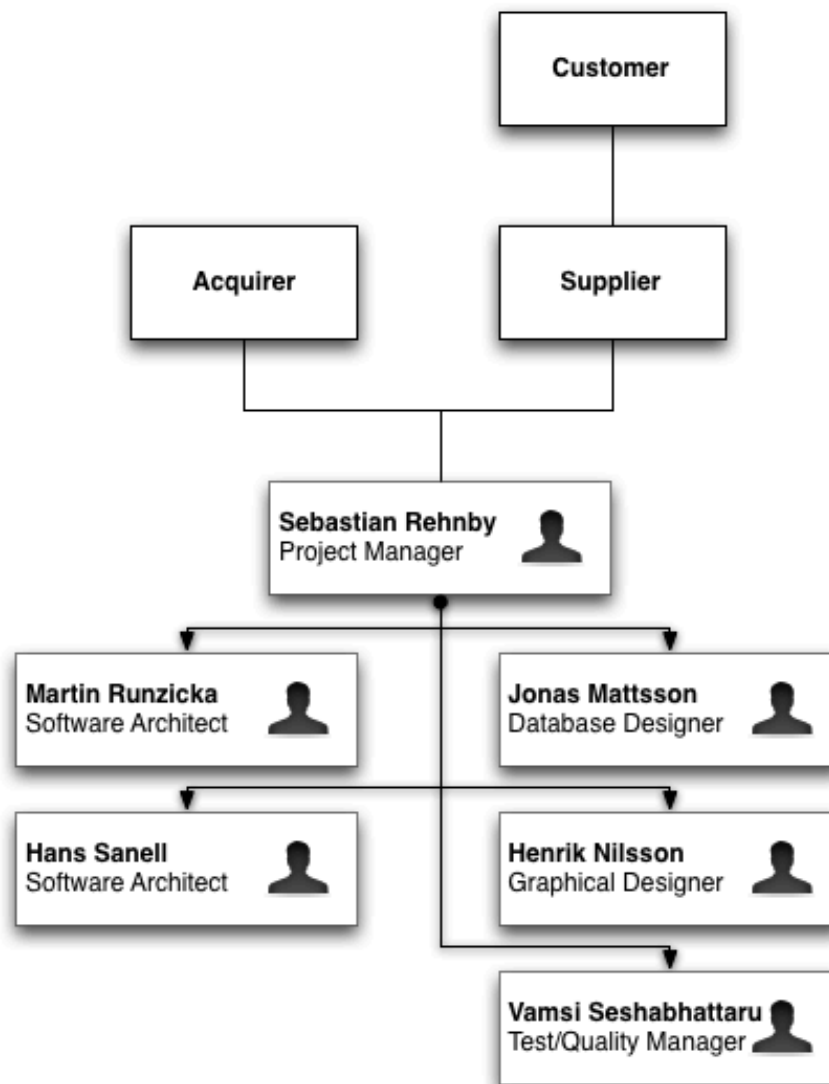 Customer
Acquirer
Supplier
Sebastian Rehnby
Project Manager
Martin Runzicka
Software Architect
Jonas Mattsson
Database Designer
Hans Sanell
Software Architect
Henrik Nilsson
Graphical Designer
Vamsi Seshabhattaru
Test/Quality Manager